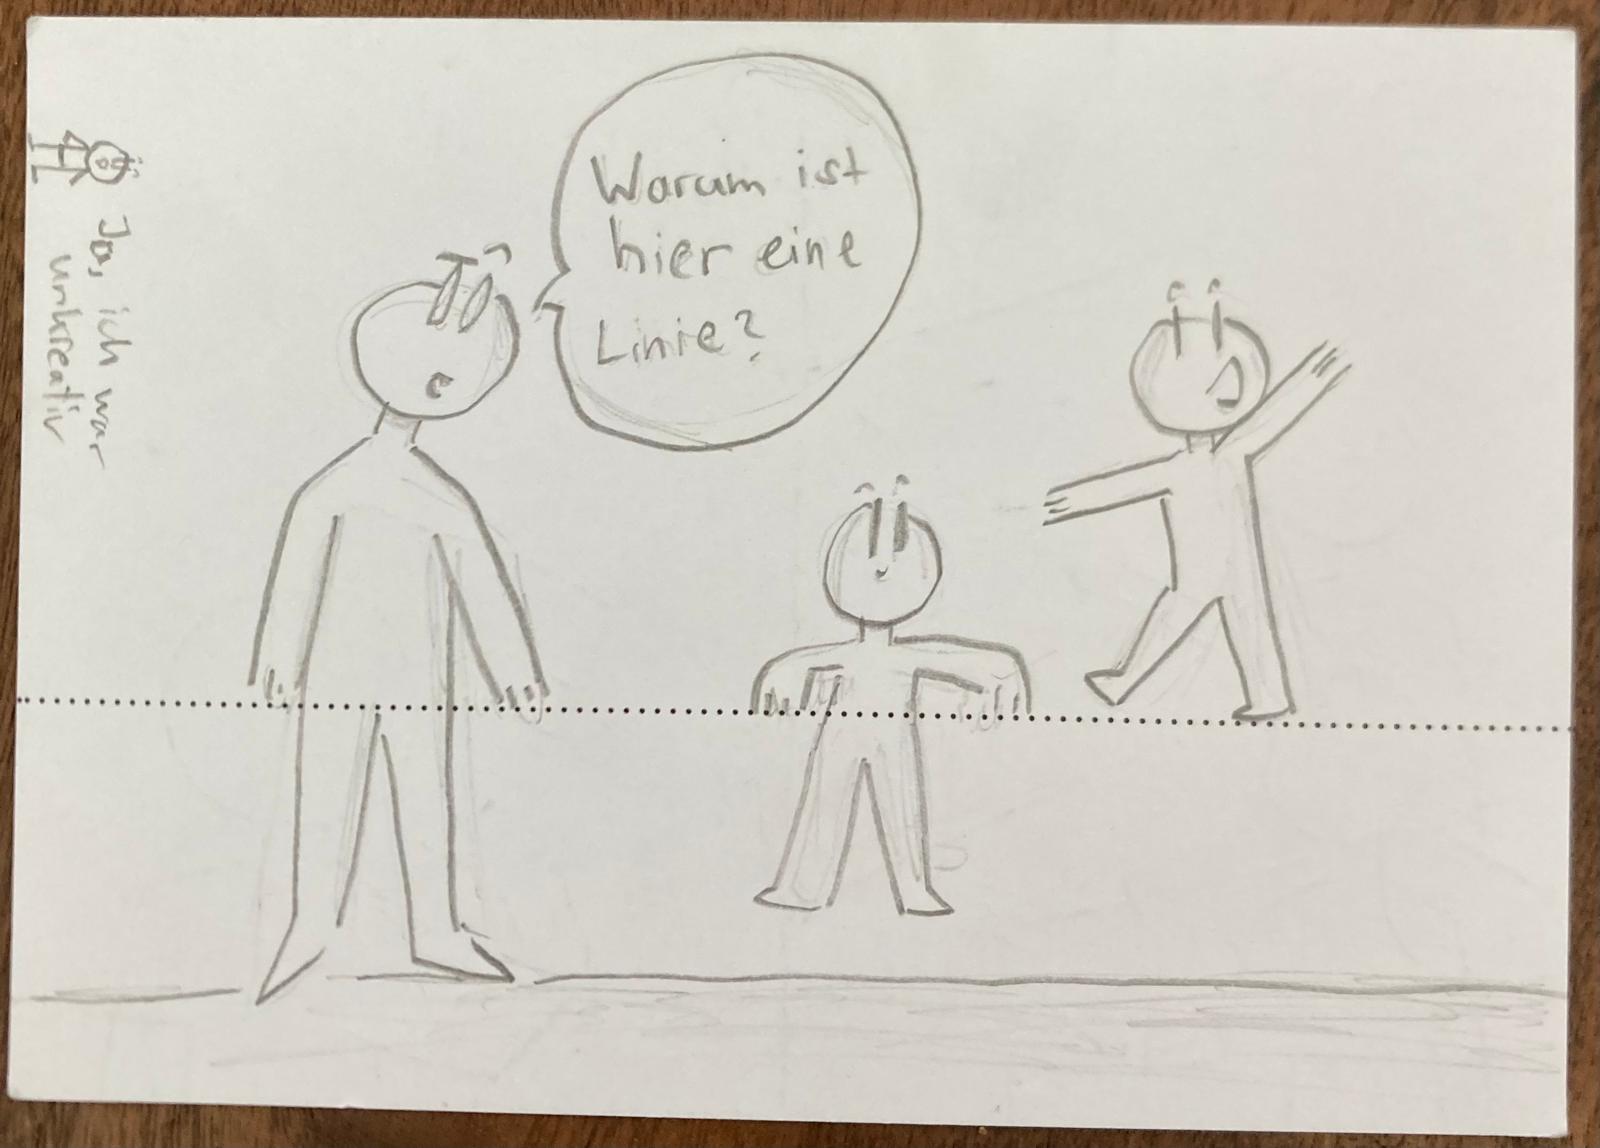 Warum ist
hier eine
Linie?
Ja, ich war
unkreativ